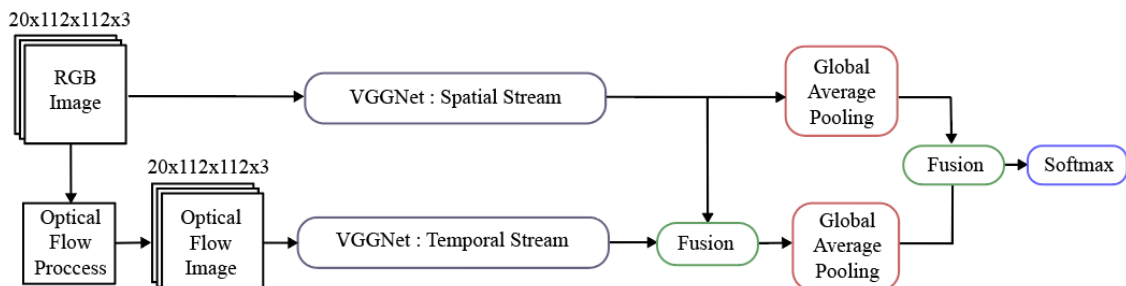 20x112x112x3
RGB
Image
VGGNet : Spatial Stream
Global
Average
Pooling
Fusion
Softmax
20x112x112x3
Optical
Flow
Proccess
Optical
Flow
Image
VGGNet : Temporal Stream
Fusion
Global
Average
Pooling